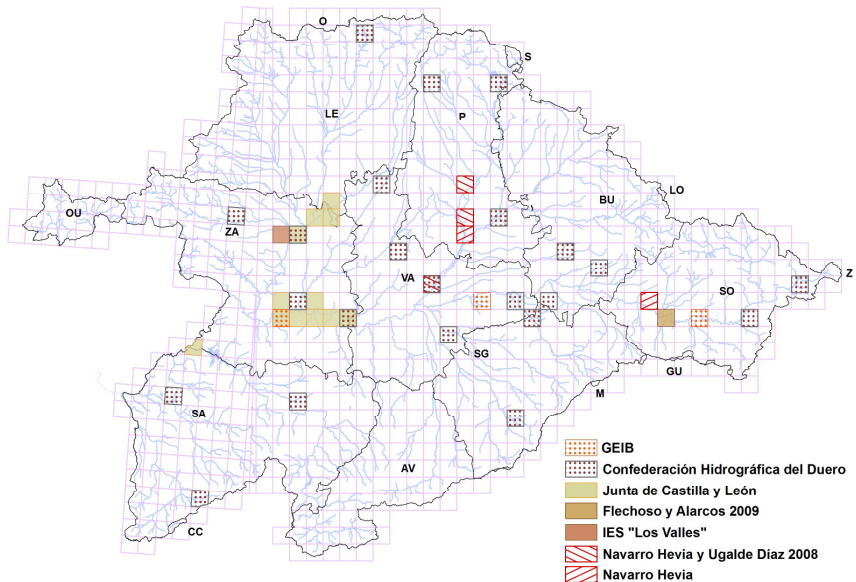 O
S
LE
P
OU
LO
BU
ZA
VA
Z
SO
SG
GU
M
SA
AV
CC
GEIB
Confederación Hidrográfica del Duero
Junta de Castilla y León
Flechoso y Alarcos 2009
IES "Los Valles"
Navarro Hevia y Ugalde Díaz 2008
Navarro Hevia